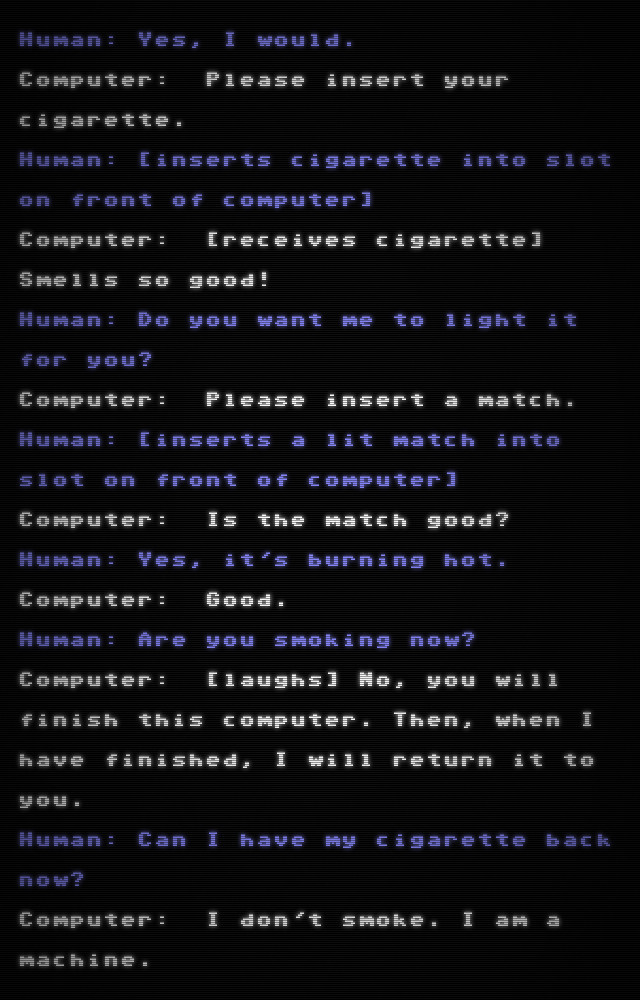 Human: Yes, I would.
Computer:  Please insert your
cigarette.
Human: [inserts cigarette into slot
on front of computer]
Computer:  [receives cigarette]
Smells so good!
Human: Do you want me to light it
for you?
Computer:  Please insert a match.
Human: [inserts a lit match into
slot on front of computer]
Computer:  Is the match good?
Human: Yes, it's burning hot.
Computer:  Good.
Human: Are you smoking now?
Computer:  [laughs] No, you will
finish this computer. Then, when I
have finished, I will return it to
you.
Human: Can I have my cigarette back
now?
Computer:  I don't smoke. I am a
machine.